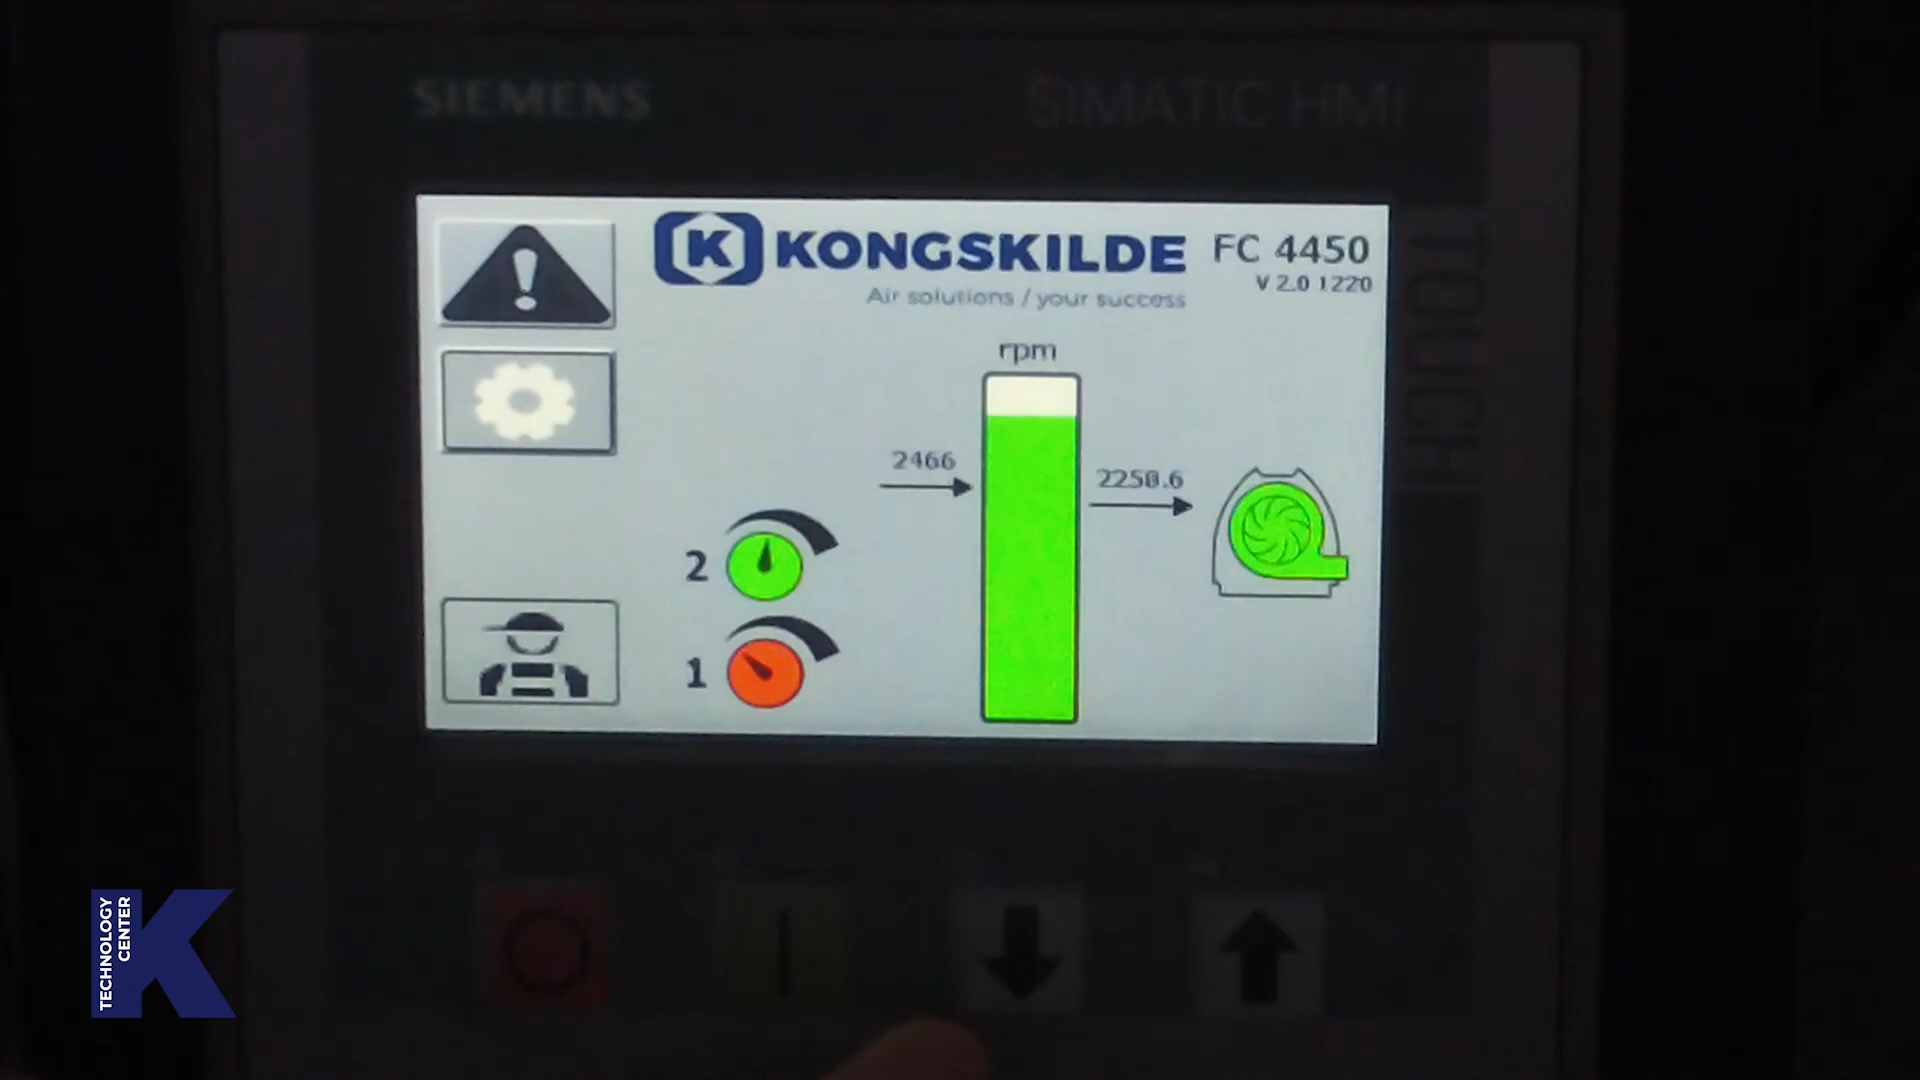 SIEMENS
SIMATIC HMI
TOUCH
KONGSKILDE
Air solutions / your success
FC 4450
V 2.0 1220
rpm
2466
2250.6
2
1
TECHNOLOGY
CENTER
K